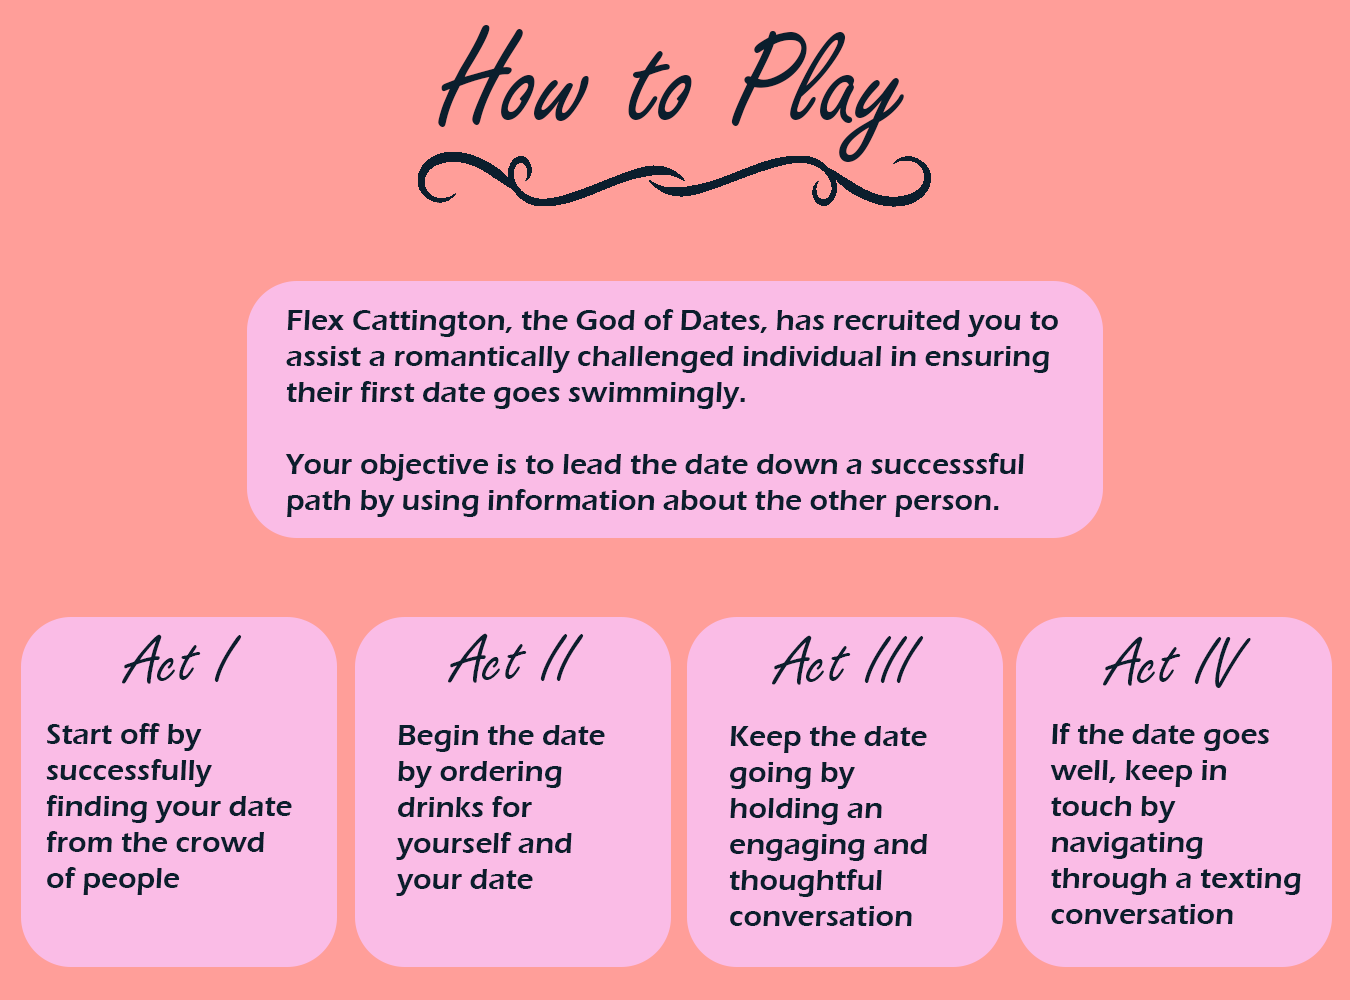 How to Play
Flex Cattington, the God of Dates, has recruited you to
assist a romantically challenged individual in ensuring
their first date goes swimmingly.
Your objective is to lead the date down a successsful
path by using information about the other person.
Act I
Start off by
successfully
finding your date
from the crowd
of people
Act II
Begin the date
by ordering
drinks for
yourself and
your date
Act III
Keep the date
going by
holding an
engaging and
thoughtful
conversation
Act IV
If the date goes
well, keep in
touch by
navigating
through a texting
conversation